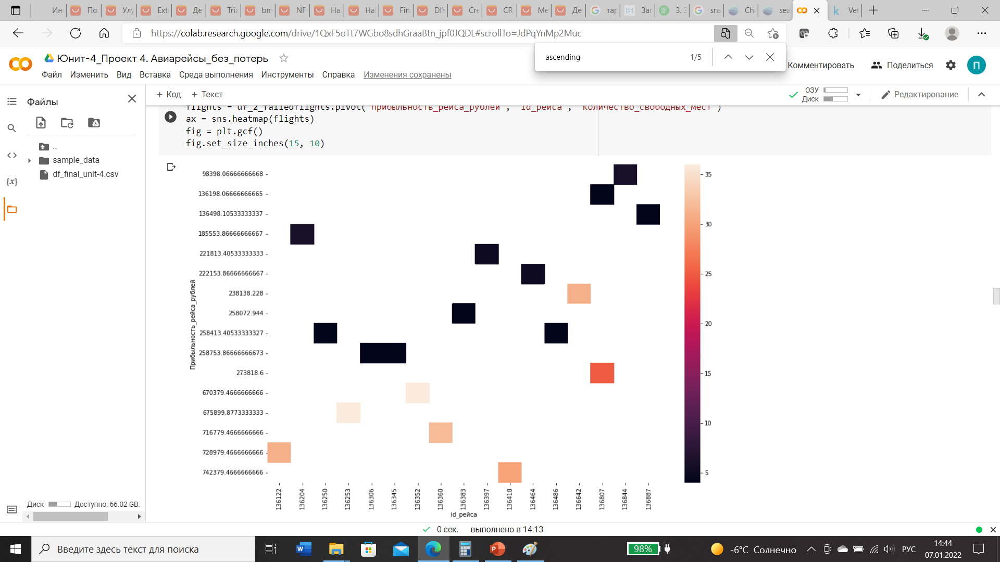 Ин
По
Улу
Exti
Де
Tria
bm
NF
Ha
Hal
Fin
DIY
Cre
CR
Me
Де
тар
Заг
3. З
sns
Cho
sea
Ver
https://colab.research.google.com/drive/1QxF5oTt7WGbo8sdhGraaBtn_jpf0JQDL#scrollTo=JdPqYnMp2Muc
ascending
1/5
Юнит-4_Проект 4. Авиарейсы_без_потерь
Файл Изменить Вид Вставка Среда выполнения Инструменты Справка Изменения сохранены
Комментировать
Поделиться
П
Файлы
+ Код + Текст
ОЗУ
Диск
Редактирование
..
sample_data
df_final_unit-4.csv
{x}
flights = df_2_failedflights.pivot("Прибыльность_рейса_рублей", "id_рейса", "Количество_свободных_мест")
ax = sns.heatmap(flights)
fig = plt.gcf()
fig.set_size_inches(15, 10)
Прибыльность_рейса_рублей
98398.06666666668
136198.06666666665
136498.10533333337
185553.86666666667
221813.40533333333
222153.86666666667
238138.228
258072.944
258413.40533333327
258753.86666666673
273818.6
670379.4666666666
675899.8773333333
716779.4666666666
728979.4666666666
742379.4666666666
136122 136204 136250 136253 136306 136345 136352 136360 136383 136397 136418 136464 136486 136642 136807 136844 136887
id_рейса
35
30
25
20
15
10
5
Диск Доступно: 66.02 GB.
0 сек. выполнено в 14:13
Введите здесь текст для поиска
98%
-6°C Солнечно
РУС
14:44
07.01.2022